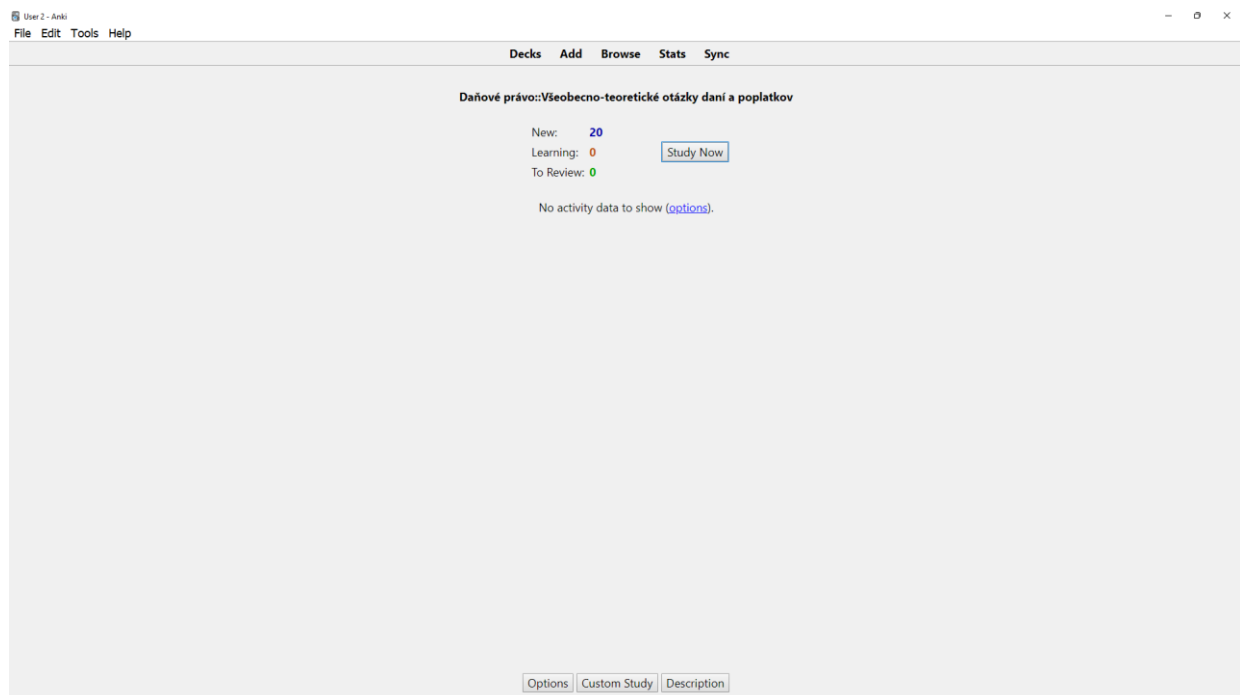 User 2 - Anki
File Edit Tools Help
Decks Add Browse Stats Sync
Daňové právo::Všeobecno-teoretické otázky daní a poplatkov
New: 20
Learning: 0 Study Now
To Review: 0
No activity data to show (options).
Options Custom Study Description